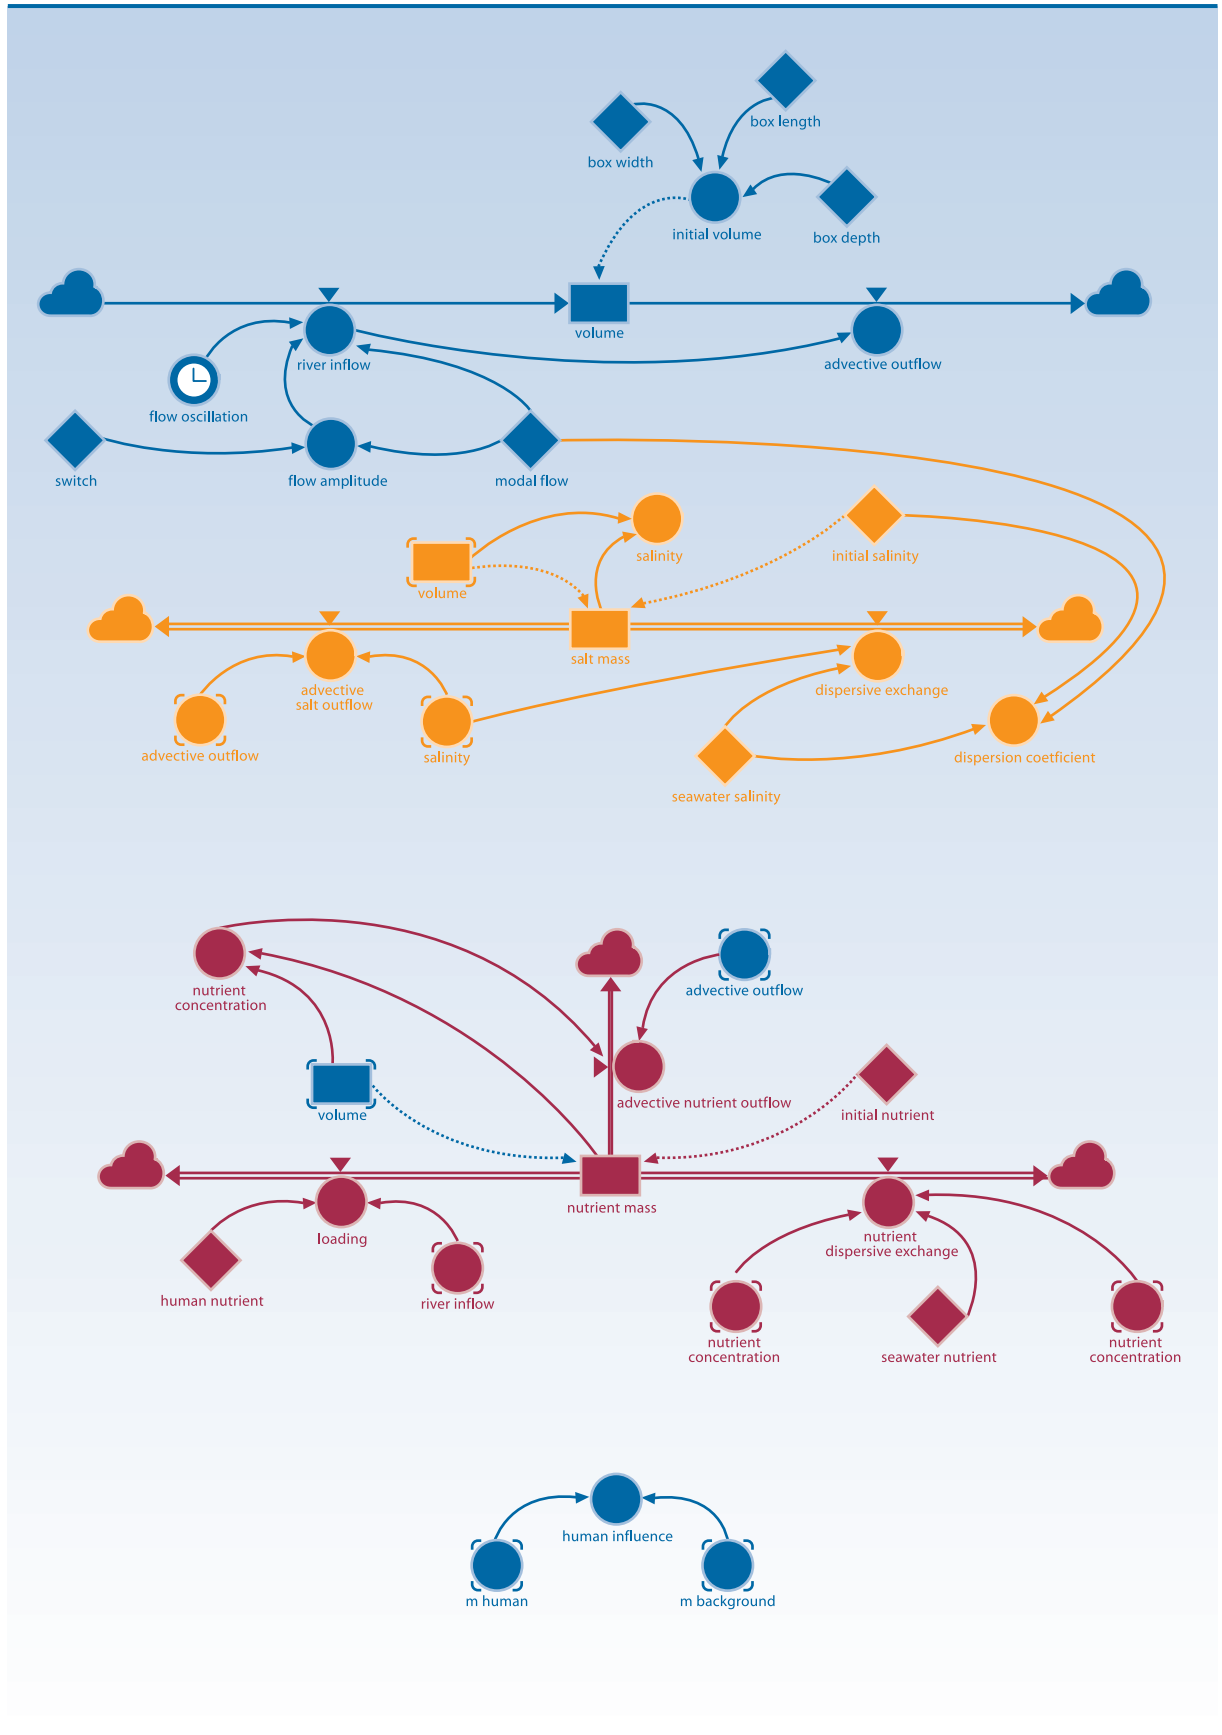 box length
box width
initial volume
box depth
volume
river inflow
advective outflow
flow oscillation
switch
flow amplitude
modal flow
salinity
initial salinity
volume
salt mass
advective
salt outflow
dispersive exchange
advective outflow
salinity
dispersion coetficient
seawater salinity
nutrient
concentration
advective outflow
advective nutrient outflow
volume
initial nutrient
nutrient mass
loading
nutrient
dispersive exchange
human nutrient
river inflow
nutrient
concentration
seawater nutrient
nutrient
concentration
human influence
m human
m background